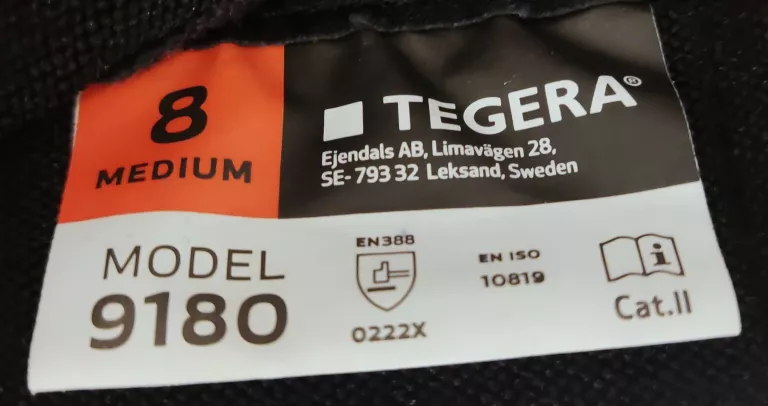 8
MEDIUM
TEGERA®
Ejendals AB, Limavägen 28,
SE- 793 32 Leksand, Sweden
MODEL
9180
EN388
0222X
EN ISO
10819
i
Cat.II